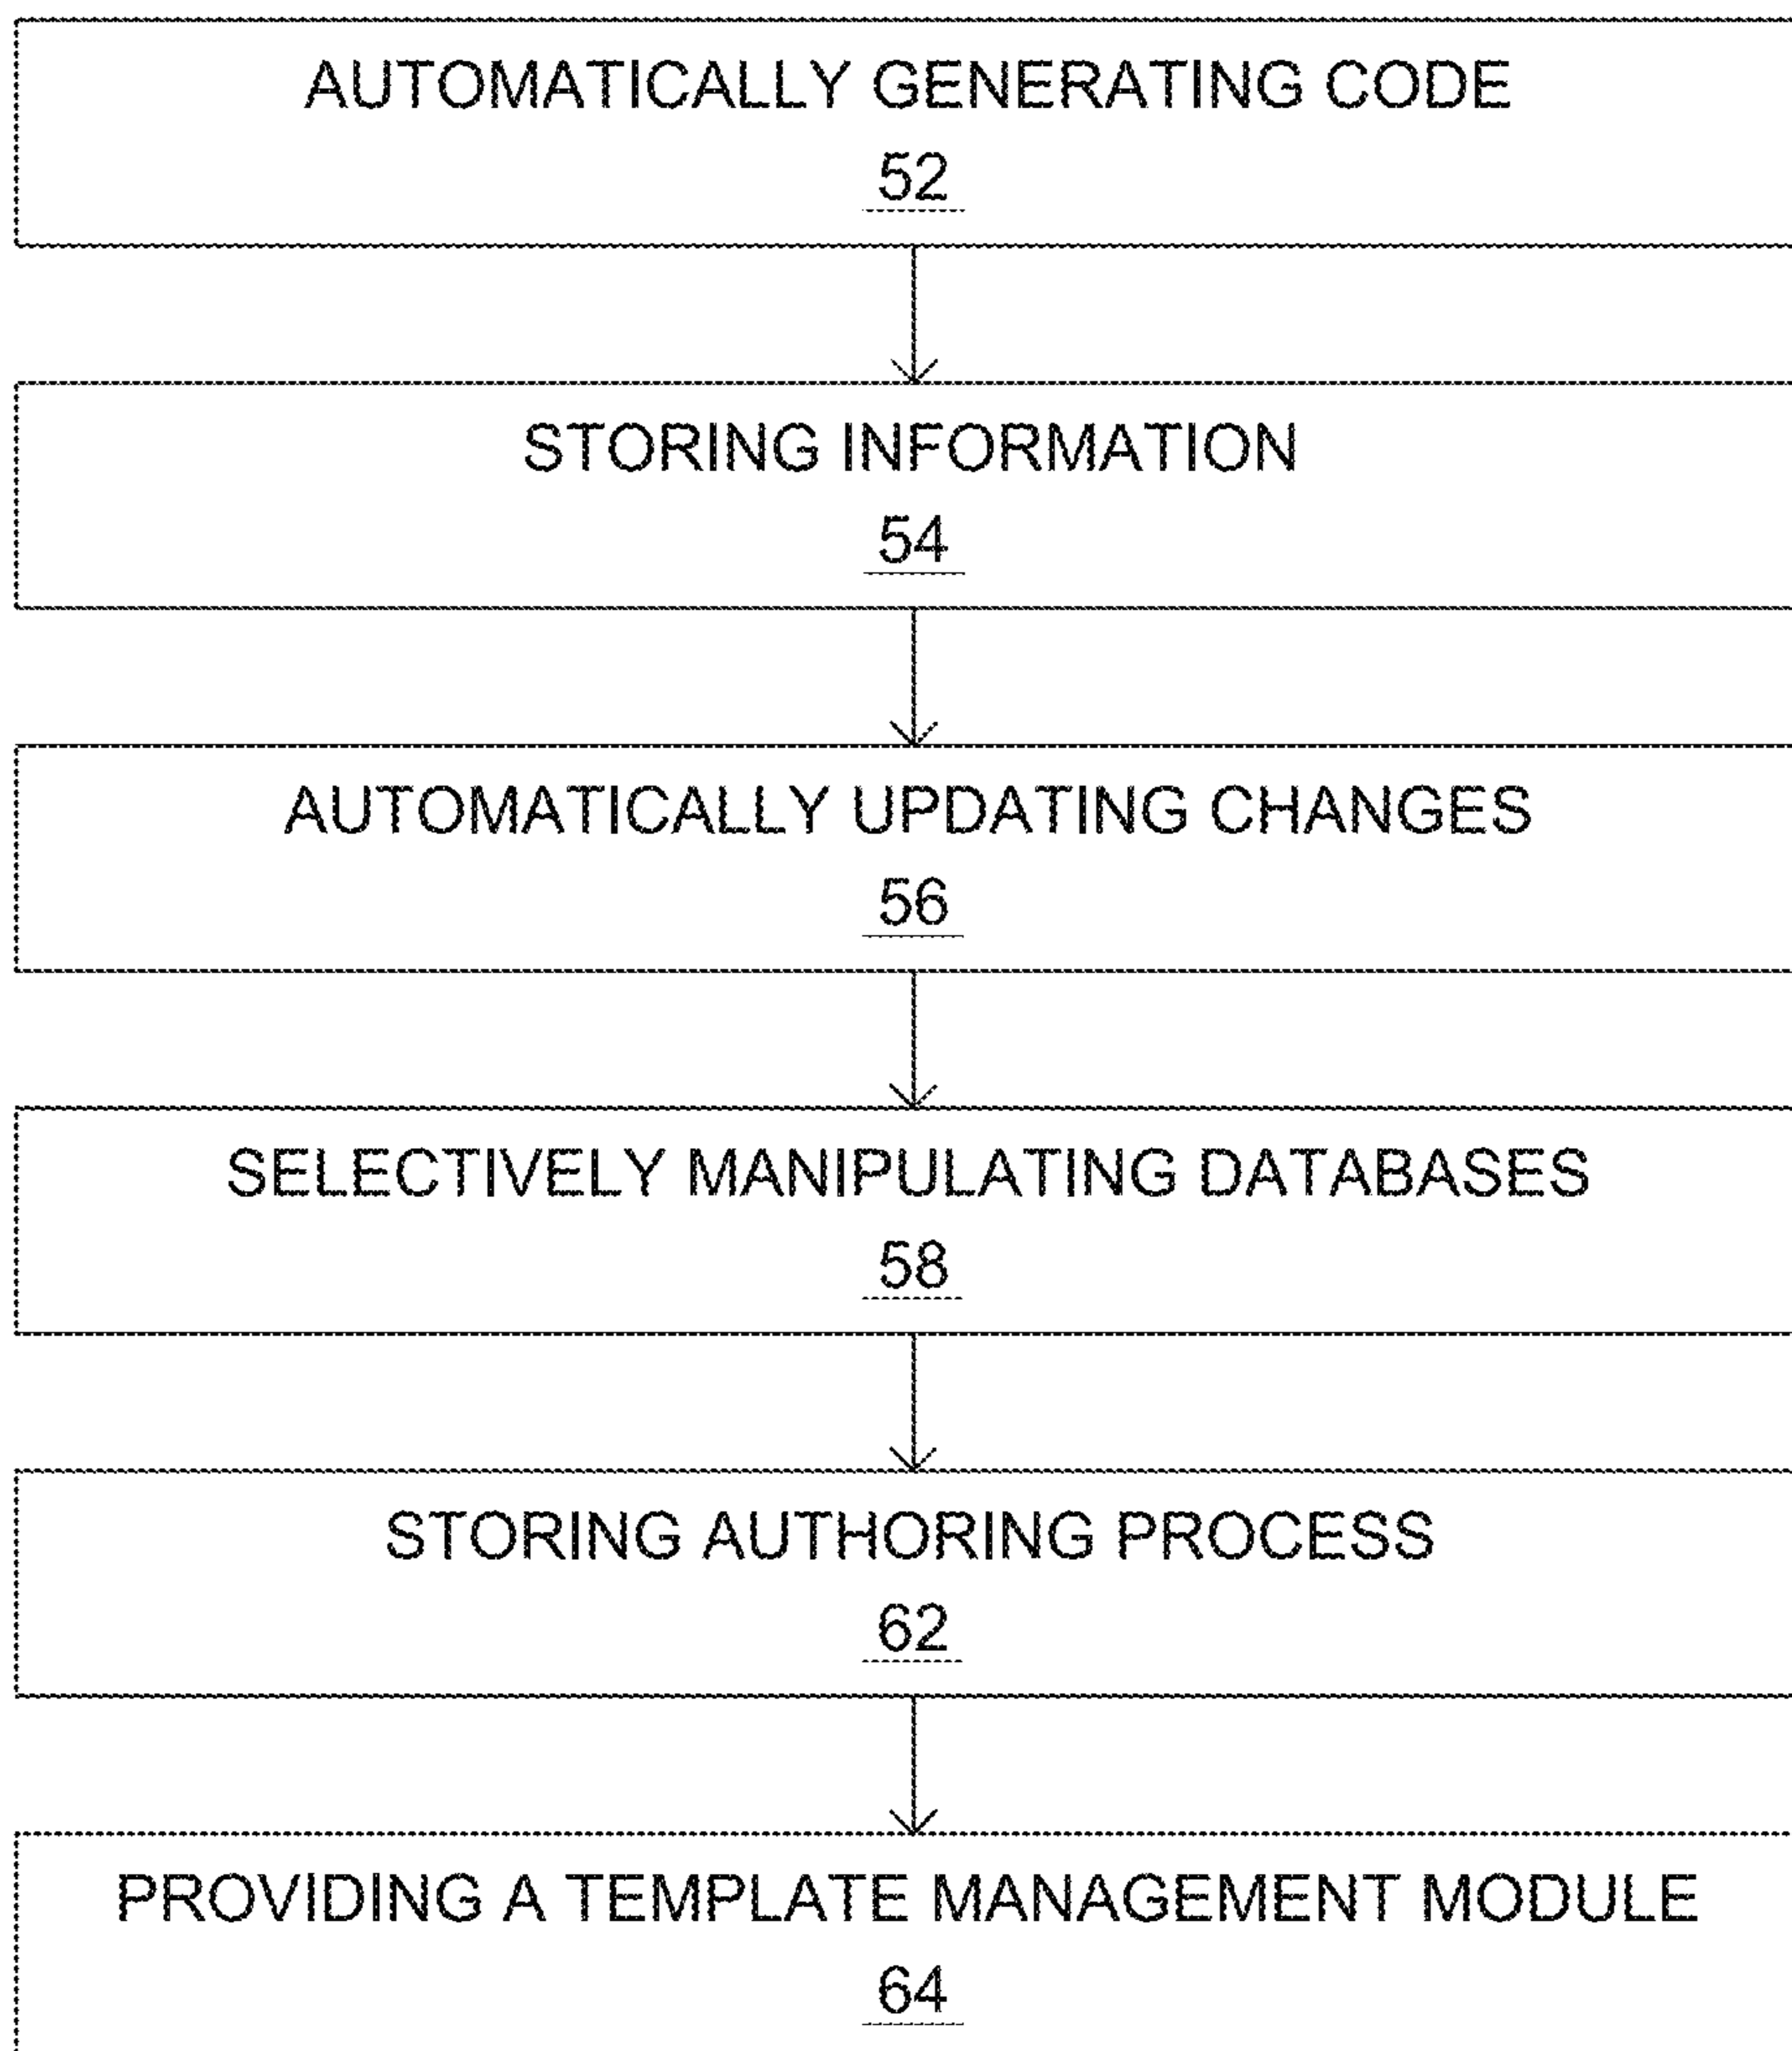 AUTOMATICALLY GENERATING CODE
52
STORING INFORMATION
54
AUTOMATICALLY UPDATING CHANGES
56
SELECTIVELY MANIPULATING DATABASES
58
STORING AUTHORING PROCESS
62
PROVIDING A TEMPLATE MANAGEMENT MODULE
64